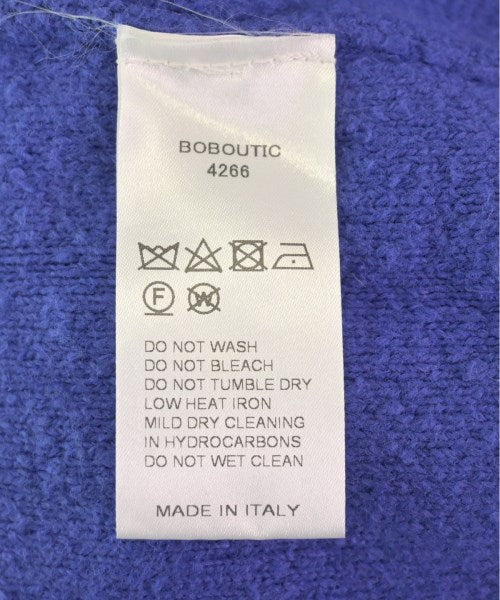 BOBOUTIC
4266
F W
DO NOT WASH
DO NOT BLEACH
DO NOT TUMBLE DRY
LOW HEAT IRON
MILD DRY CLEANING
IN HYDROCARBONS
DO NOT WET CLEAN
MADE IN ITALY